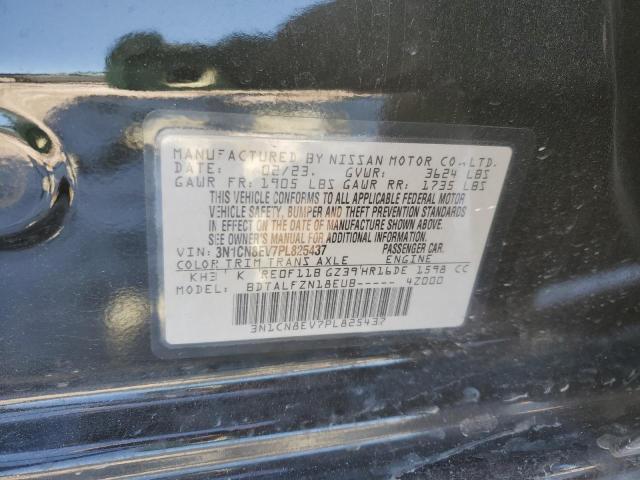 MANUFACTURED BY NISSAN MOTOR CO., LTD.
DATE: 02/23. GVWR: 3624 LBS
GAWR FR: 1905 LBS GAWR RR: 1735 LBS
THIS VEHICLE CONFORMS TO ALL APPLICABLE FEDERAL MOTOR
VEHICLE SAFETY, BUMPER AND THEFT PREVENTION STANDARDS
IN EFFECT ON THE DATE OF MANUFACTURE SHOWN ABOVE.
SEE OWNER'S MANUAL FOR ADDITIONAL INFORMATION
VIN: 3N1CN8EV7PL825437 PASSENGER CAR
COLOR TRIM TRANS AXLE ENGINE
KH3 K RE0F11B GZ39 HR16DE 1598 CC
MODEL: BDTALFZN18EUB----- 4Z000
3N1CN8EV7PL825437